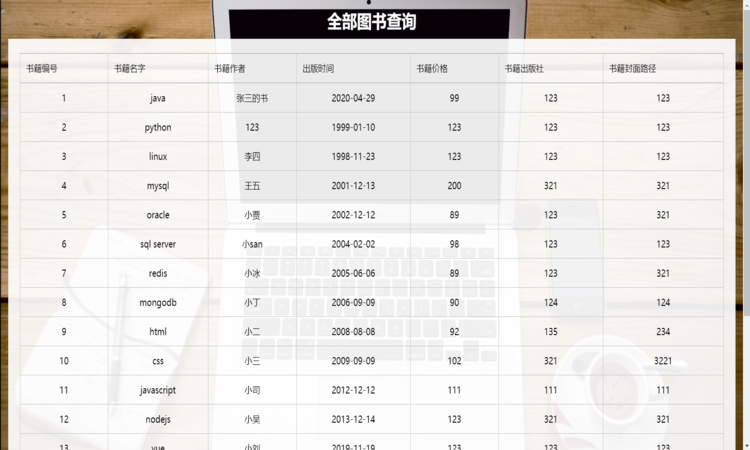 全部图书查询
书籍编号 书籍名字 书籍作者 出版时间 书籍价格 书籍出版社 书籍封面路径
1 java 张三的书 2020-04-29 99 123 123
2 python 123 1999-01-10 123 123 123
3 linux 李四 1998-11-23 123 123 123
4 mysql 王五 2001-12-13 200 321 321
5 oracle 小贾 2002-12-12 89 123 321
6 sql server 小san 2004-02-02 98 123 123
7 redis 小冰 2005-06-06 89 123 321
8 mongodb 小丁 2006-09-09 90 124 124
9 html 小二 2008-08-08 92 135 234
10 css 小三 2009-09-09 102 321 3221
11 javascript 小司 2012-12-12 111 111 111
12 nodejs 小吴 2013-12-14 123 321 321
13 vue 小刘 2019-11-19 123 123 123